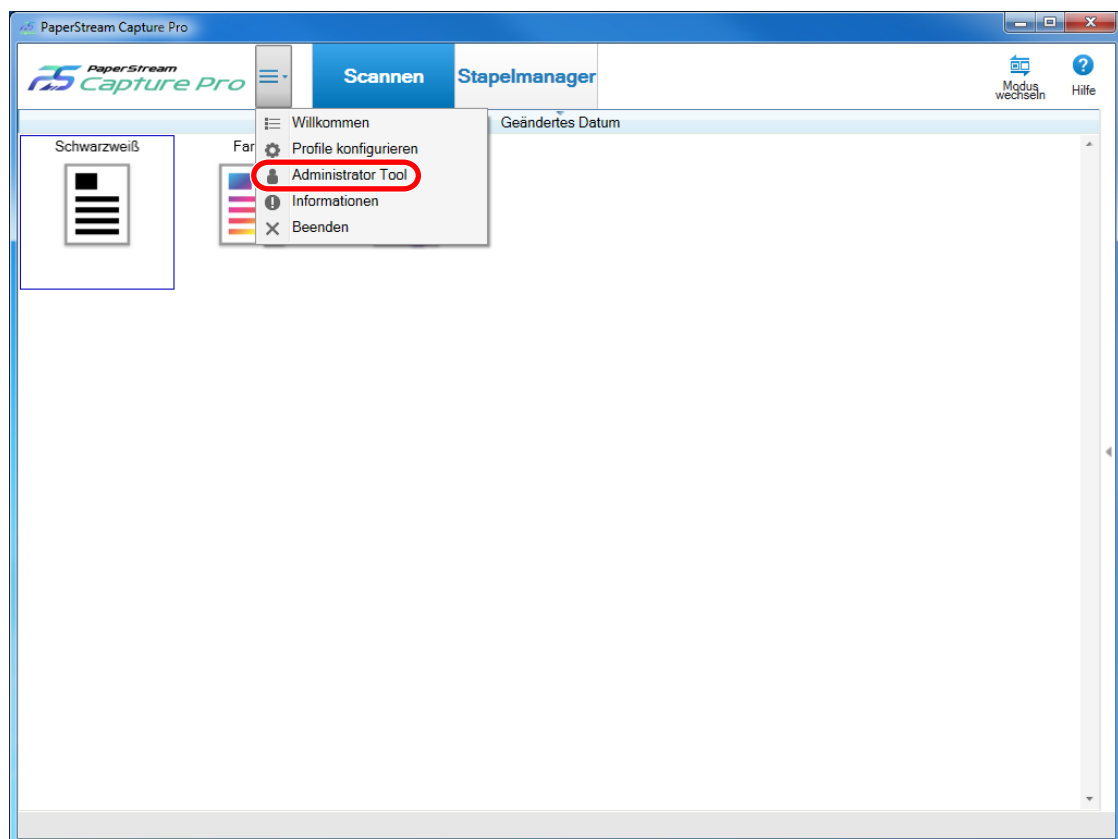 PaperStream Capture Pro
PaperStream
Capture Pro
Scannen
Stapelmanager
Modus
wechseln
Hilfe
Geändertes Datum
Willkommen
Profile konfigurieren
Administrator Tool
Informationen
Beenden
Schwarzweiß
Far